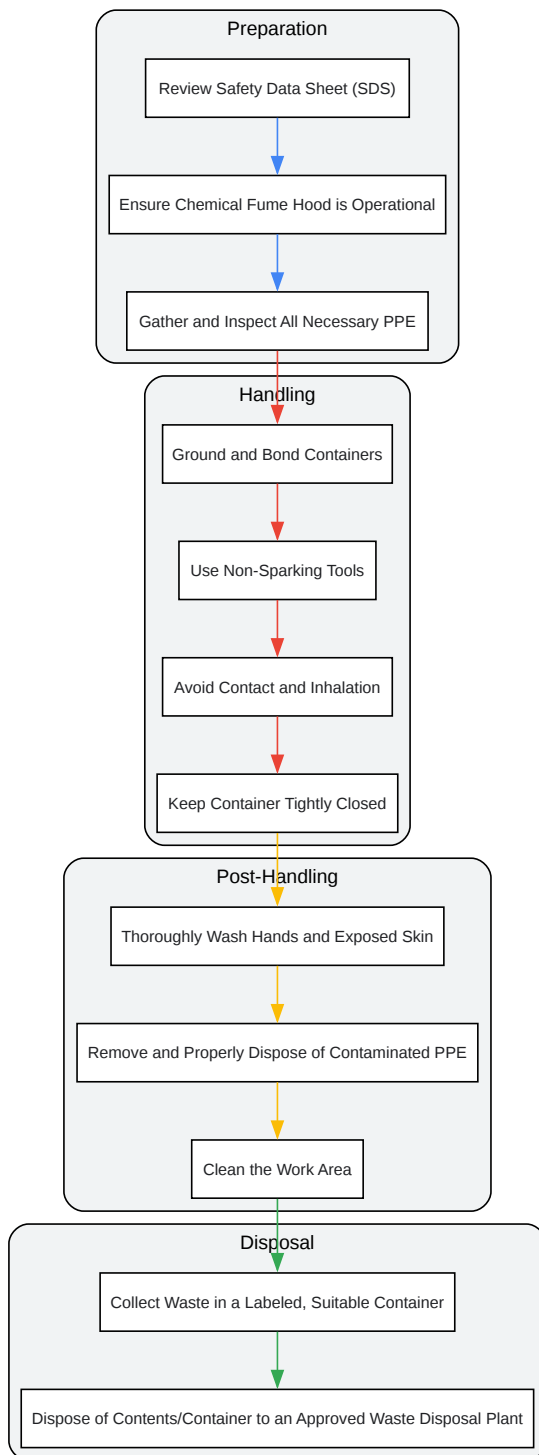 Preparation
Review Safety Data Sheet (SDS)
Ensure Chemical Fume Hood is Operational
Gather and Inspect All Necessary PPE
Handling
Ground and Bond Containers
Use Non-Sparking Tools
Avoid Contact and Inhalation
Keep Container Tightly Closed
Post-Handling
Thoroughly Wash Hands and Exposed Skin
Remove and Properly Dispose of Contaminated PPE
Clean the Work Area
Disposal
Collect Waste in a Labeled, Suitable Container
Dispose of Contents/Container to an Approved Waste Disposal Plant